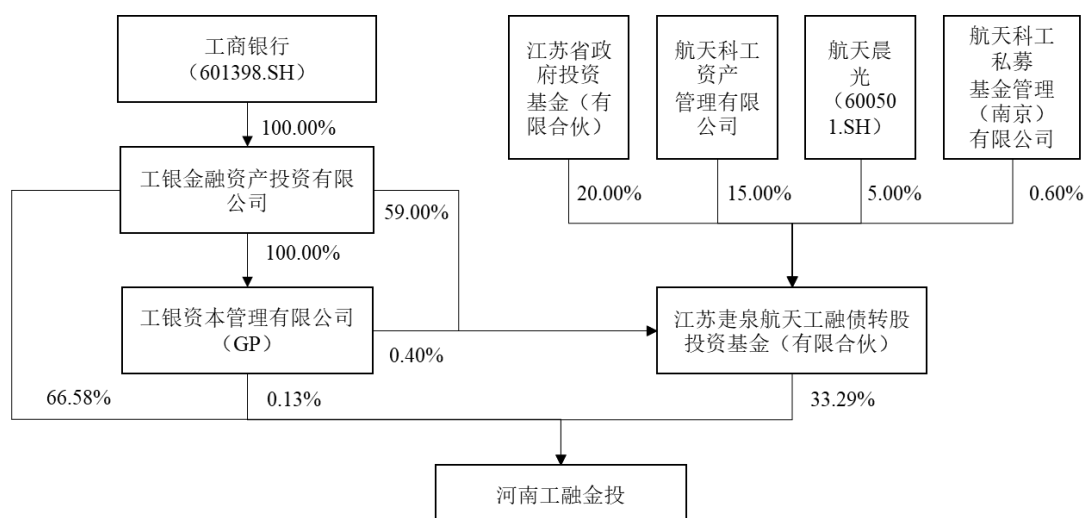 工商银行
（601398.SH）
江苏省政
府投资
基金（有
限合伙）
航天科工
资产
管理有限
公司
航天晨
光
（60050
1.SH）
航天科工
私募
基金管理
（南京）
有限公司
100.00%
工银金融资产投资有限
公司
59.00%
20.00%
15.00%
5.00%
0.60%
100.00%
工银资本管理有限公司
（GP）
江苏疌泉航天工融债转股
投资基金（有限合伙）
0.40%
66.58%
0.13%
33.29%
河南工融金投